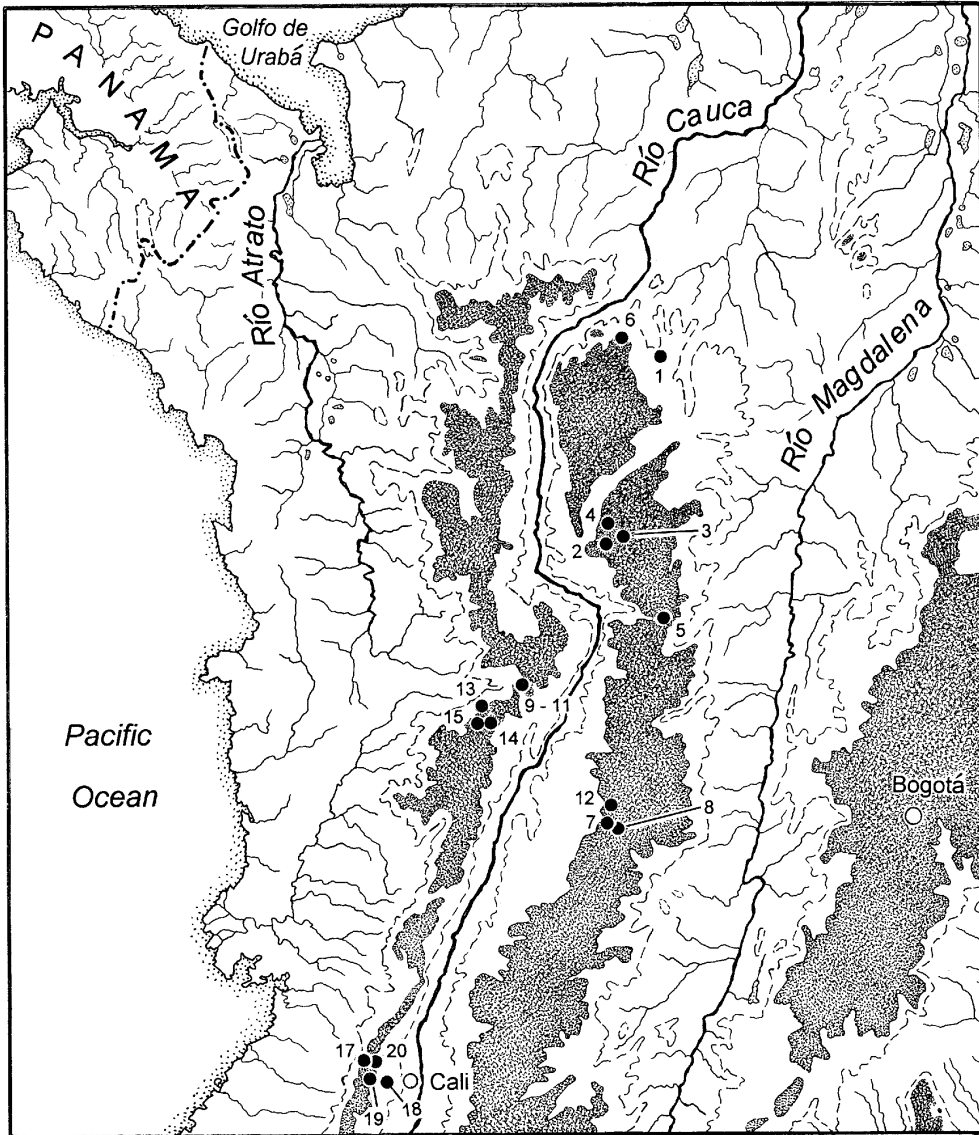 Golfo de
Urabá
PANAMA
Río Cauca
Río Atrato
Río Magdalena
6
1
4
3
2
5
13
9 - 11
15
14
Pacific
Ocean
Bogotá
12
8
7
17
20
Cali
19
18